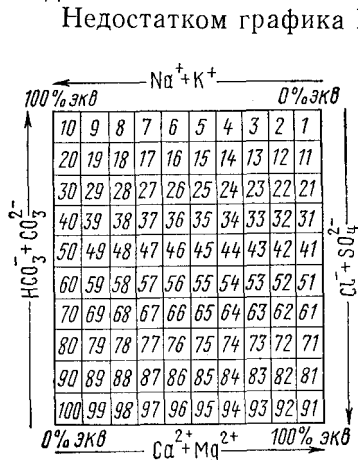 Недостатком графика
Na⁺+K⁺
100% экв 0% экв
HCO₃⁻+CO₃²⁻
10 9 8 7 6 5 4 3 2 1
20 19 18 17 16 15 14 13 12 11
30 29 28 27 26 25 24 23 22 21
40 39 38 37 36 35 34 33 32 31
50 49 48 47 46 45 44 43 42 41
60 59 58 57 56 55 54 53 52 51
70 69 68 67 66 65 64 63 62 61
80 79 78 77 76 75 74 73 72 71
90 89 88 87 86 85 84 83 82 81
100 99 98 97 96 95 94 93 92 91
Cl⁻+SO₄²⁻
0% экв 100% экв
Ca²⁺+Mg²⁺